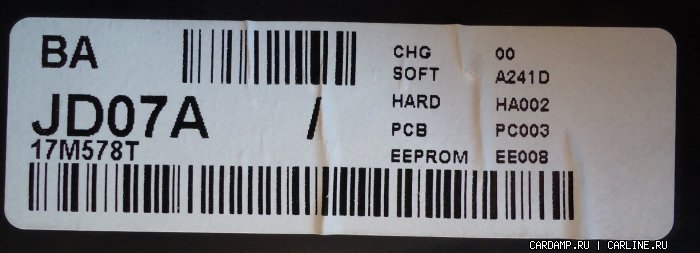 BA
JD07A /
17M578T
CHG 00
SOFT A241D
HARD HA002
PCB PC003
EEPROM EE008
CARDAMP.RU | CARLINE.RU